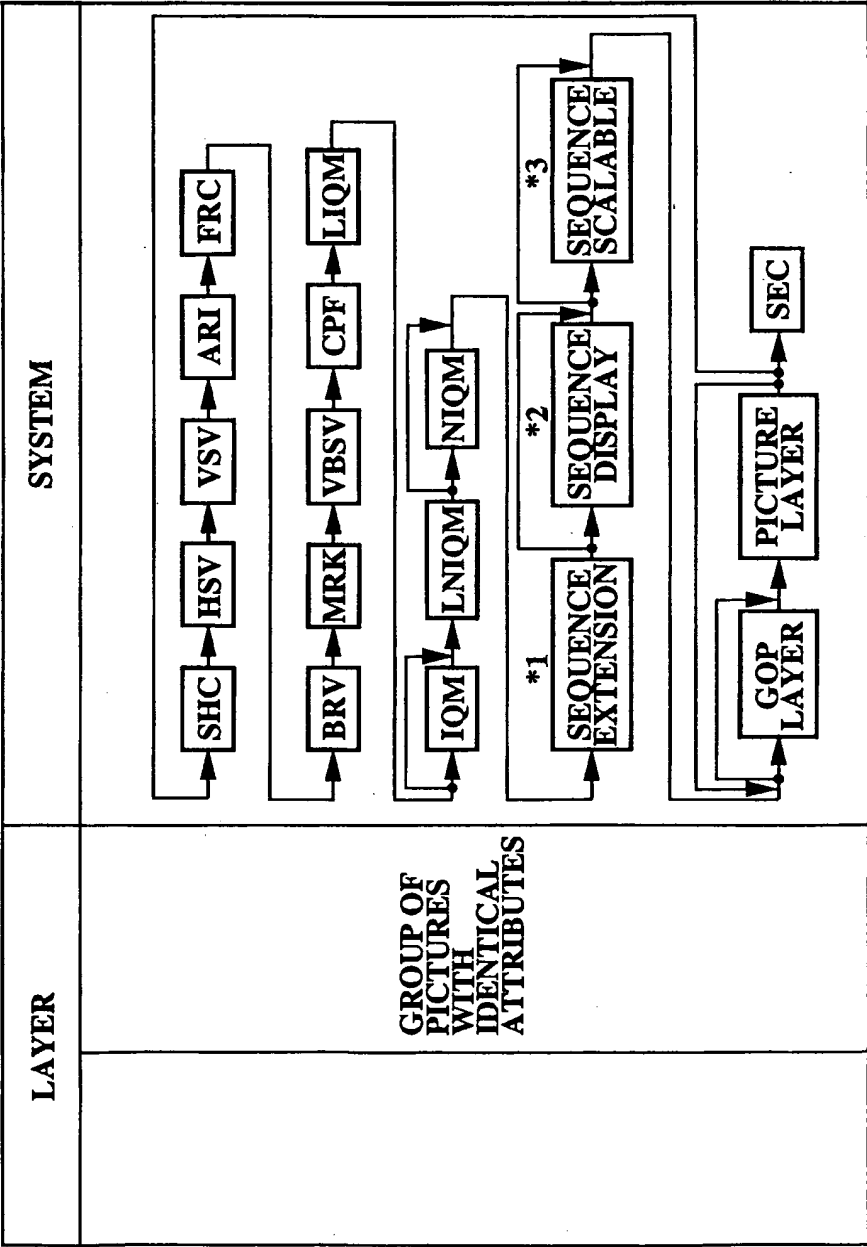 LAYER
SYSTEM
GROUP OF
PICTURES
WITH
IDENTICAL
ATTRIBUTES
SHC
HSV
VSV
ARI
FRC
BRV
MRK
VBSV
CPF
LIQM
IQM
LNIQM
NIQM
*1
*2
*3
SEQUENCE
EXTENSION
SEQUENCE
DISPLAY
SEQUENCE
SCALABLE
GOP
LAYER
PICTURE
LAYER
SEC